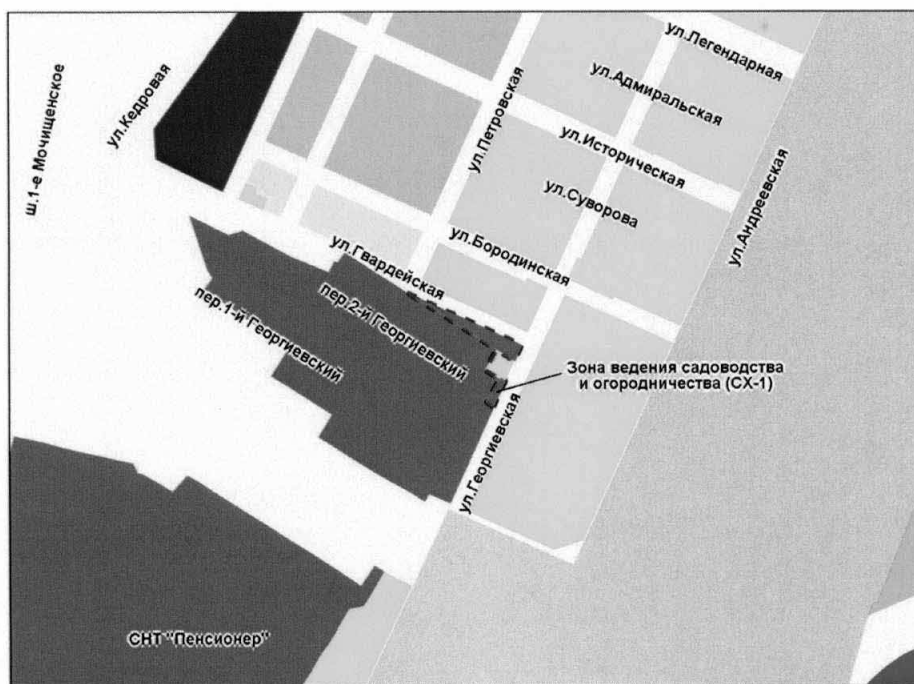 ул.Легендарная
ул.Адмиральская
ул.Кедровая
ш.1-е Мочищенское
ул.Петровская
ул.Историческая
ул.Суворова
ул.Андреевская
ул.Бородинская
ул.Гвардейская
пер.2-й Георгиевский
пер.1-й Георгиевский
Зона ведения садоводства
и огородничества (СХ-1)
ул.Георгиевская
СНТ "Пенсионер"